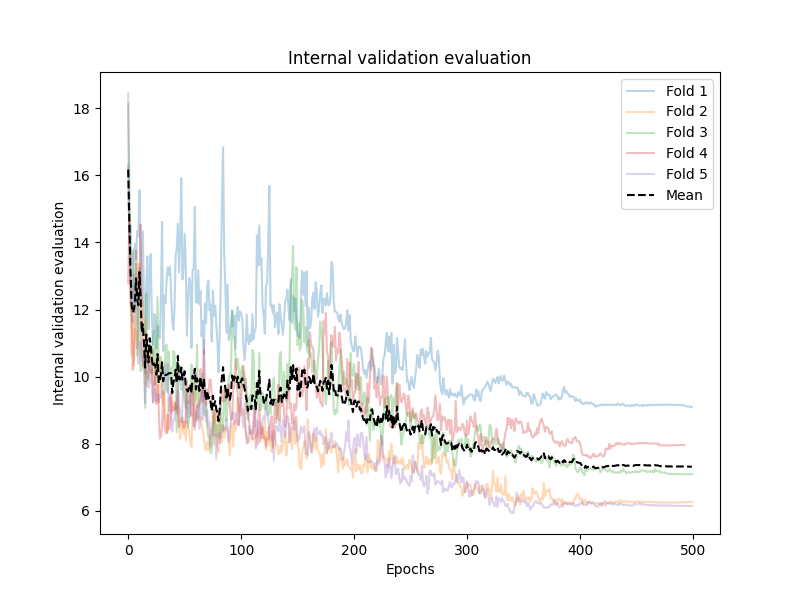 Internal validation evaluation
Internal validation evaluation
18
16
14
12
10
8
6
0 100 200 300 400 500
Epochs
Fold 1
Fold 2
Fold 3
Fold 4
Fold 5
Mean